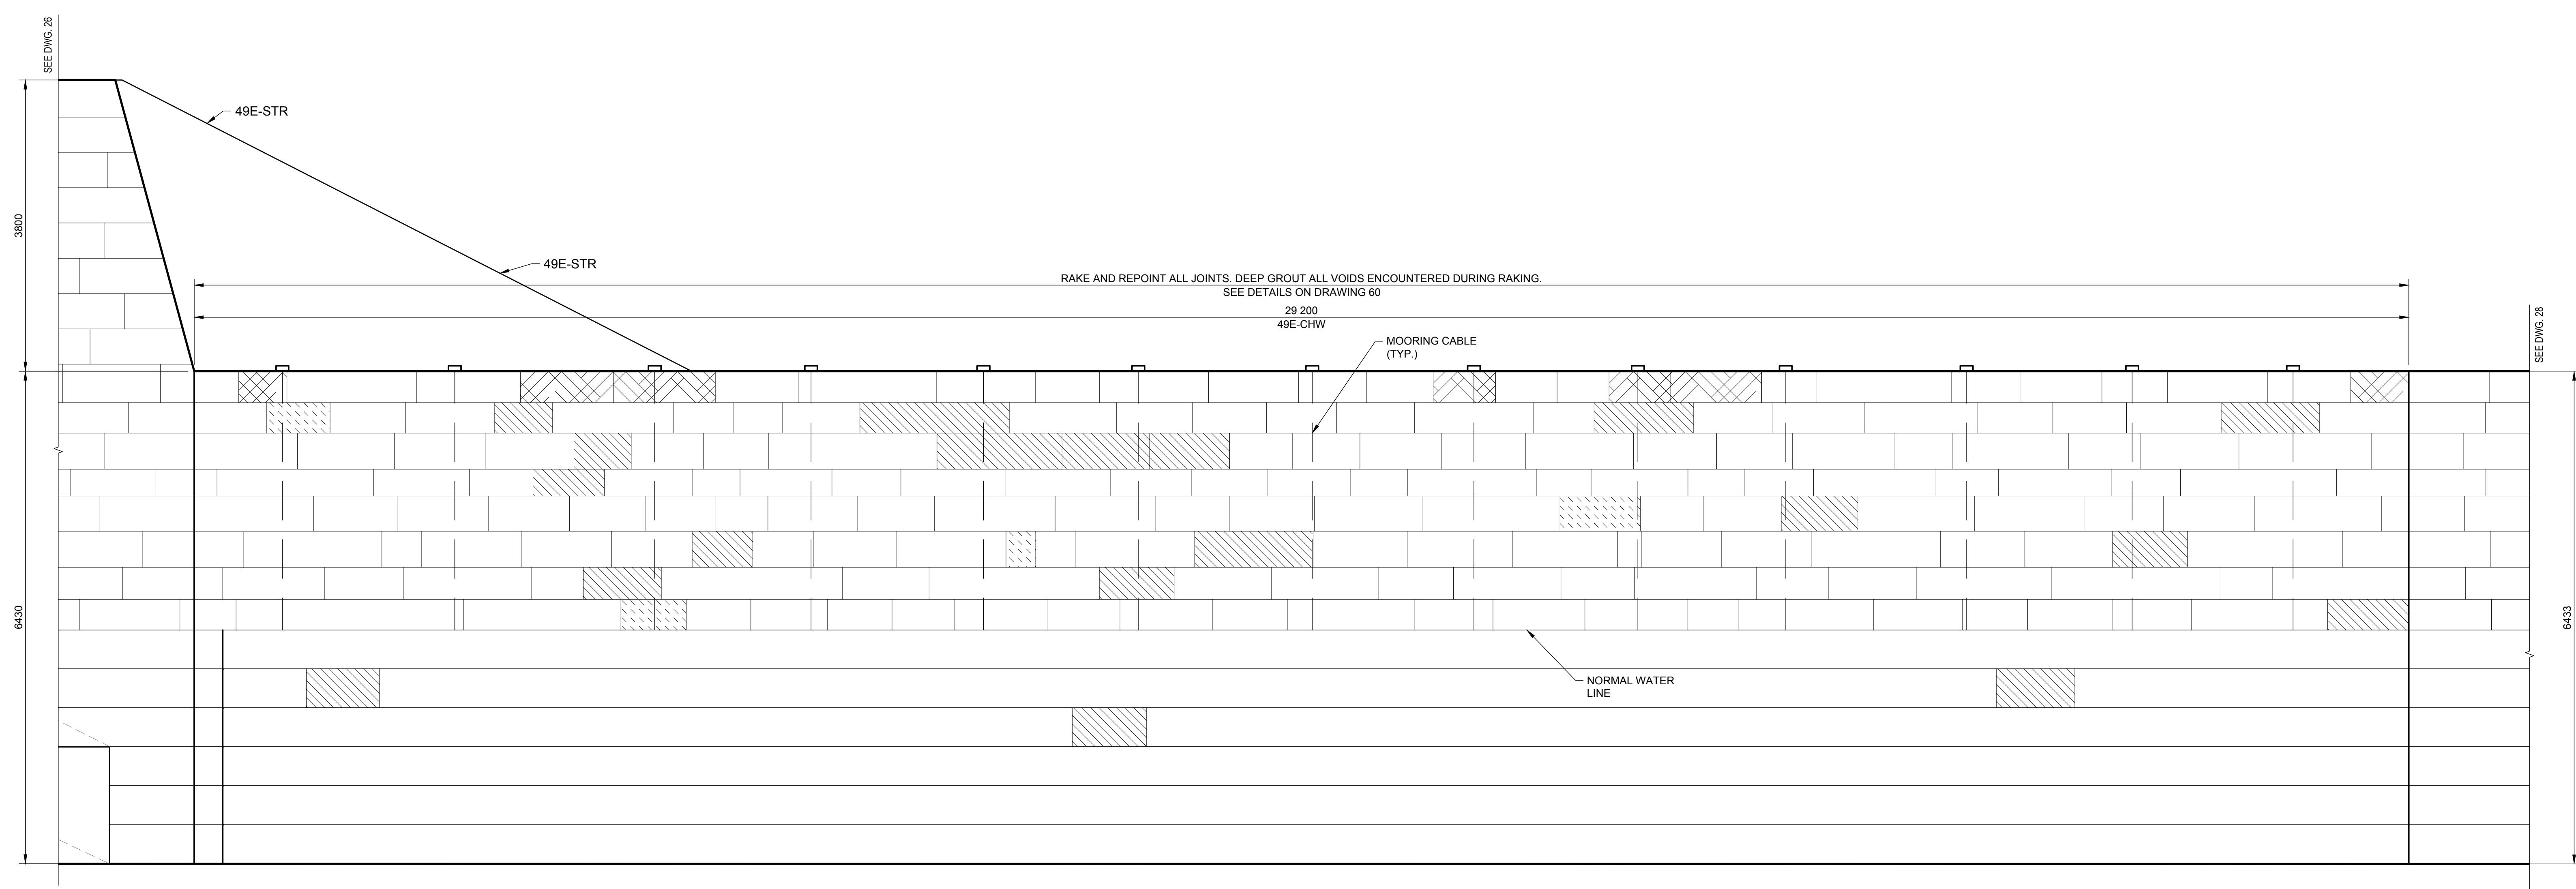 SEE DWG. 26
49E-STR
3800
49E-STR
RAKE AND REPOINT ALL JOINTS. DEEP GROUT ALL VOIDS ENCOUNTERED DURING RAKING.
SEE DETAILS ON DRAWING 60
29 200
49E-CHW
MOORING CABLE
(TYP.)
SEE DWG. 28
6430
6433
NORMAL WATER
LINE